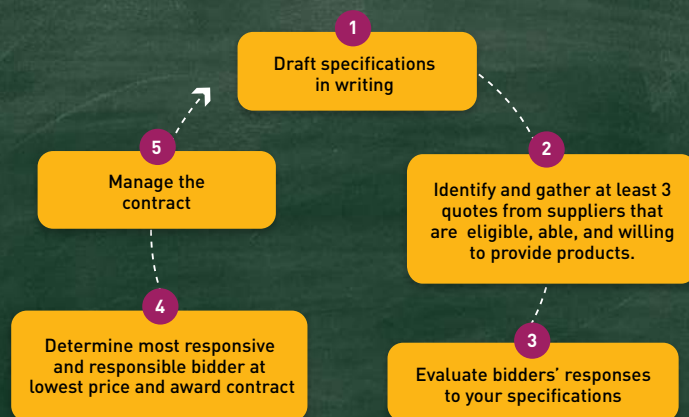 1
Draft specifications
in writing
2
Identify and gather at least 3
quotes from suppliers that
are eligible, able, and willing
to provide products.
3
Evaluate bidders’ responses
to your specifications
4
Determine most responsive
and responsible bidder at
lowest price and award contract
5
Manage the
contract